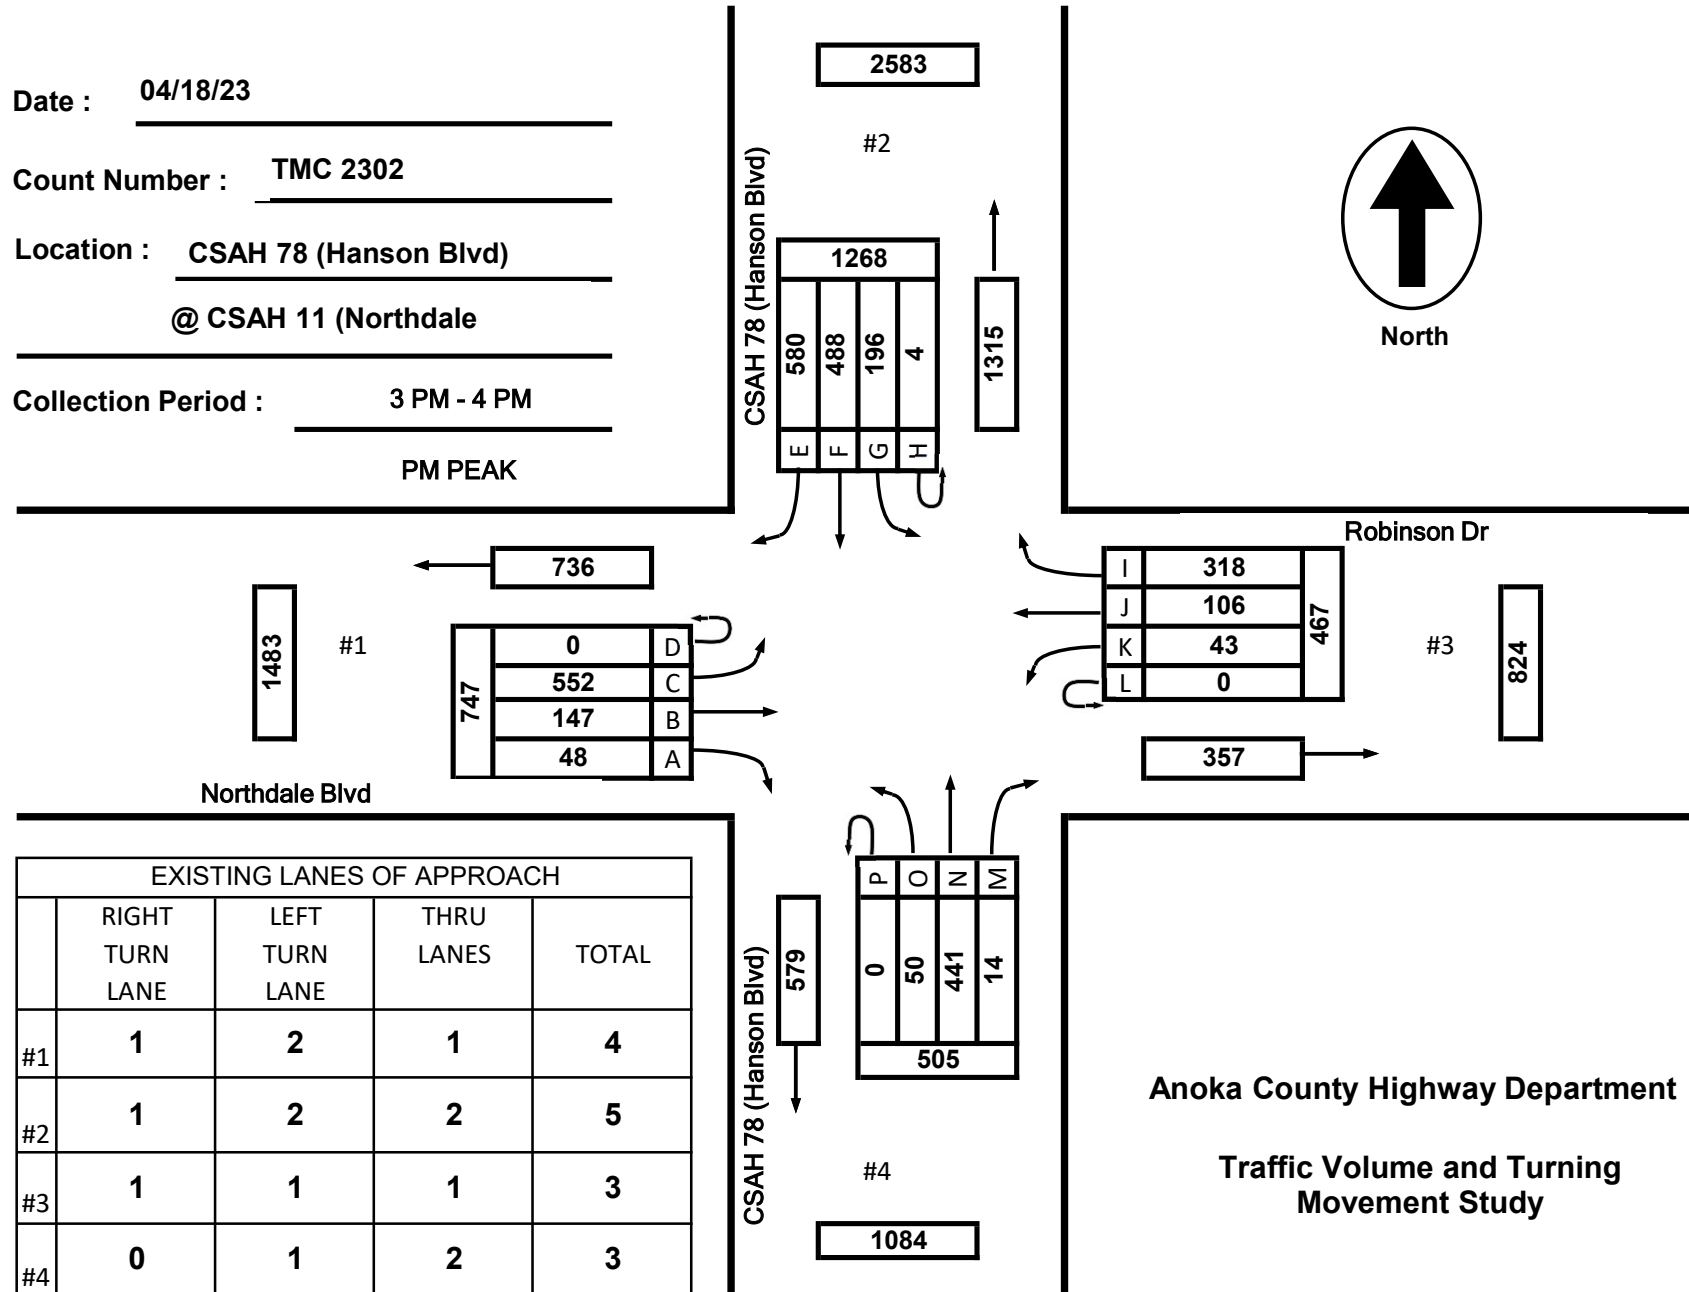 Date : 04/18/23
Count Number : TMC 2302
Location : CSAH 78 (Hanson Blvd)
@ CSAH 11 (Northdale
Collection Period : 3 PM - 4 PM
PM PEAK
2583
#2
CSAH 78 (Hanson Blvd)
1268
580 488 196 4
E F G H
1315
North
Robinson Dr
736
1483
#1
747
0 D
552 C
147 B
48 A
Northdale Blvd
I 318
J 106
K 43
L 0
467
#3
824
357
P O N M
0 50 441 14
505
579
CSAH 78 (Hanson Blvd)
#4
1084
EXISTING LANES OF APPROACH
RIGHT TURN LANE
LEFT TURN LANE
THRU LANES
TOTAL
#1 1 2 1 4
#2 1 2 2 5
#3 1 1 1 3
#4 0 1 2 3
Anoka County Highway Department
Traffic Volume and Turning
Movement Study